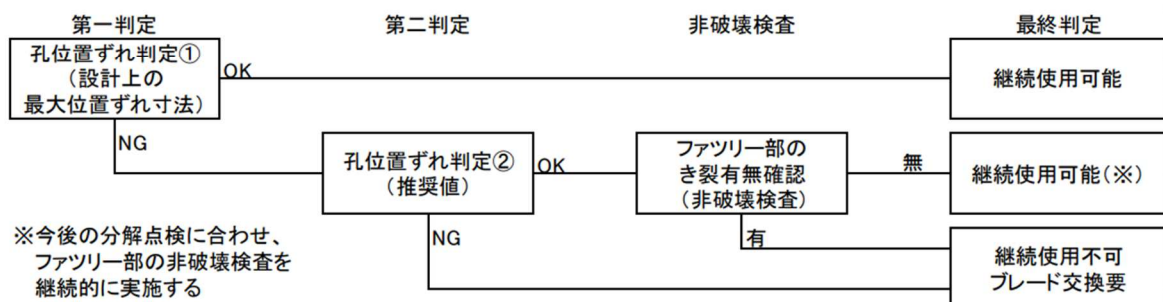 第一判定
第二判定
非破壊検査
最終判定
孔位置ずれ判定①
（設計上の
最大位置ずれ寸法）
OK
継続使用可能
NG
孔位置ずれ判定②
（推奨値）
OK
ファツリー部の
き裂有無確認
（非破壊検査）
無
継続使用可能（※）
NG
有
継続使用不可
ブレード交換要
※今後の分解点検に合わせ、
ファツリー部の非破壊検査を
継続的に実施する